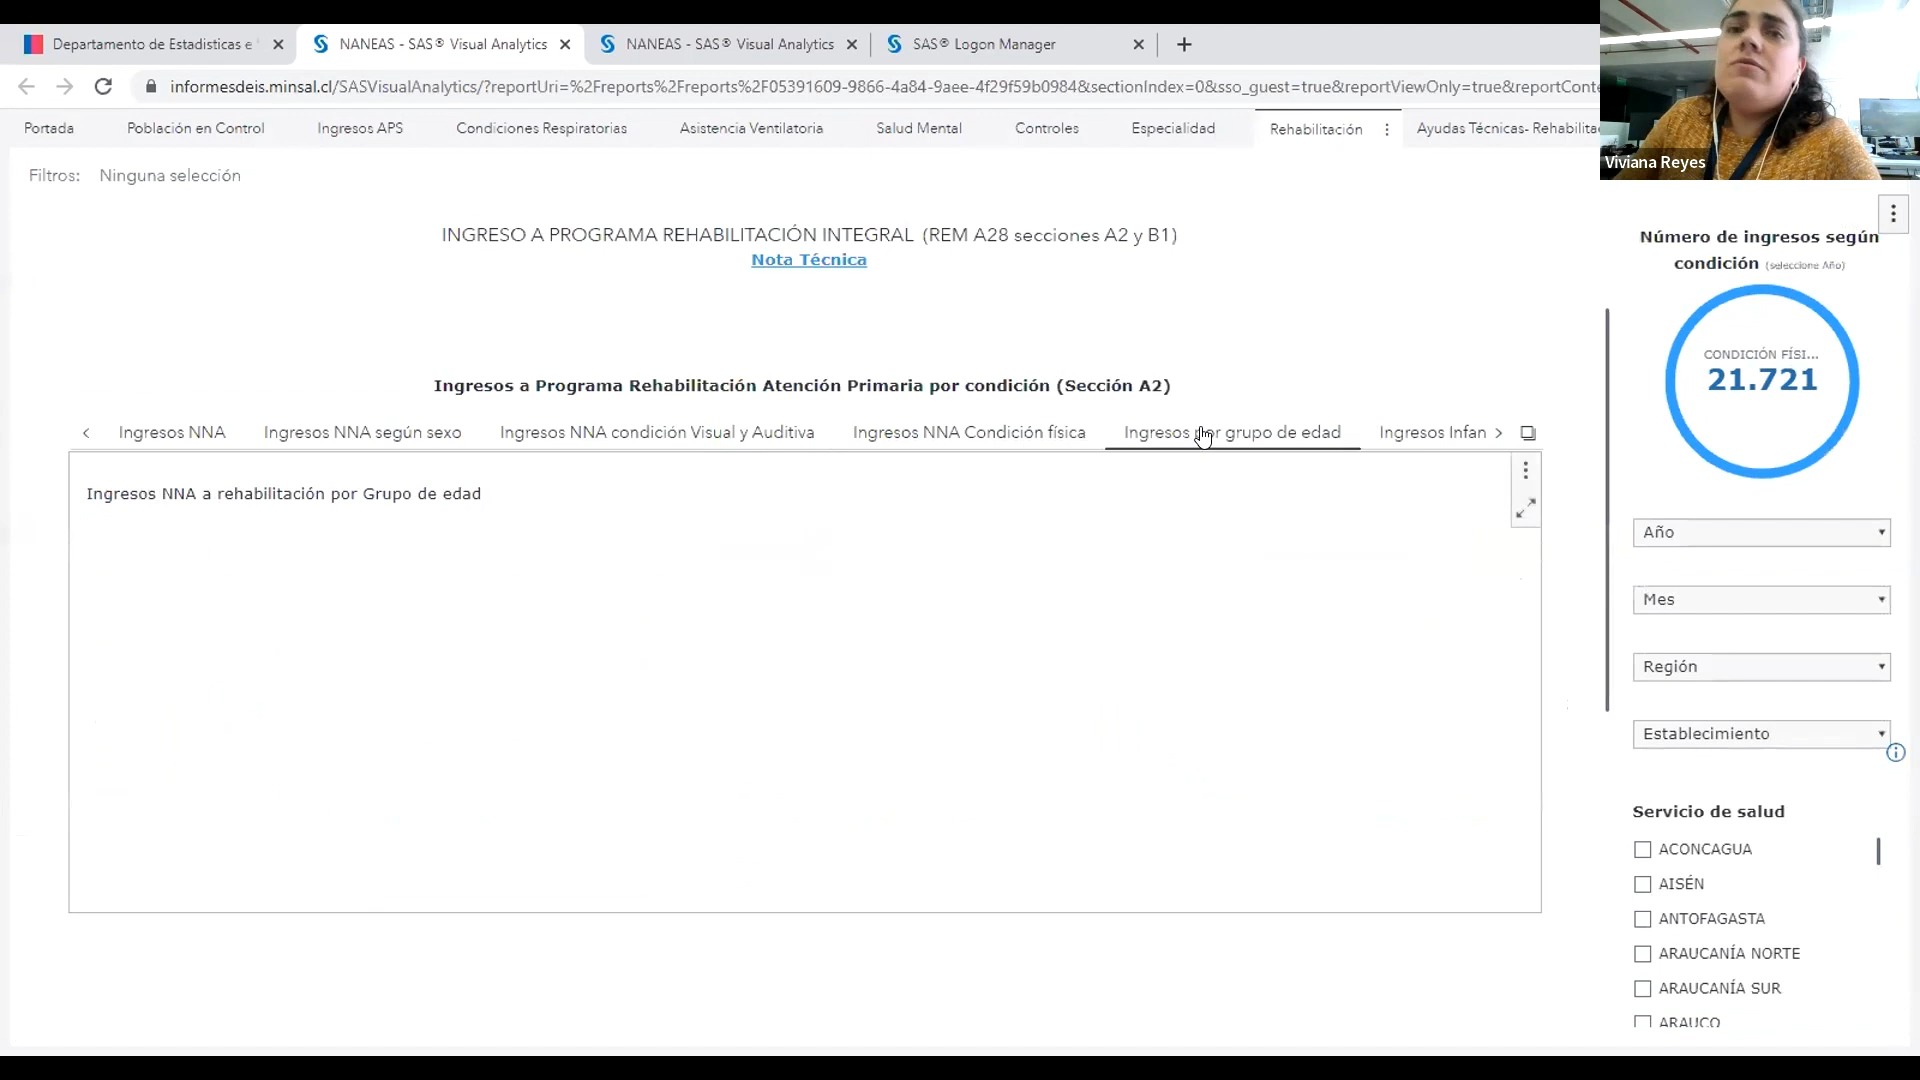 Departamento de Estadisticas e
NANEAS - SAS® Visual Analytics
NANEAS - SAS® Visual Analytics
SAS® Logon Manager
informesdeis.minsal.cl/SASVisualAnalytics/?reportUri=%2Freports%2Freports%2F05391609-9866-4a84-9aee-4f29f59b0984&sectionIndex=0&sso_guest=true&reportViewOnly=true&reportConte
Portada
Población en Control
Ingresos APS
Condiciones Respiratorias
Asistencia Ventilatoria
Salud Mental
Controles
Especialidad
Rehabilitación
Ayudas Técnicas- Rehabilita
Viviana Reyes
Filtros: Ninguna selección
INGRESO A PROGRAMA REHABILITACIÓN INTEGRAL (REM A28 secciones A2 y B1)
Nota Técnica
Ingresos a Programa Rehabilitación Atención Primaria por condición (Sección A2)
Ingresos NNA
Ingresos NNA según sexo
Ingresos NNA condición Visual y Auditiva
Ingresos NNA Condición física
Ingresos por grupo de edad
Ingresos Infan
Ingresos NNA a rehabilitación por Grupo de edad
Número de ingresos según
condición (seleccione Año)
CONDICIÓN FÍSI...
21.721
Año
Mes
Región
Establecimiento
Servicio de salud
ACONCAGUA
AISÉN
ANTOFAGASTA
ARAUCANÍA NORTE
ARAUCANÍA SUR
ARAUCO